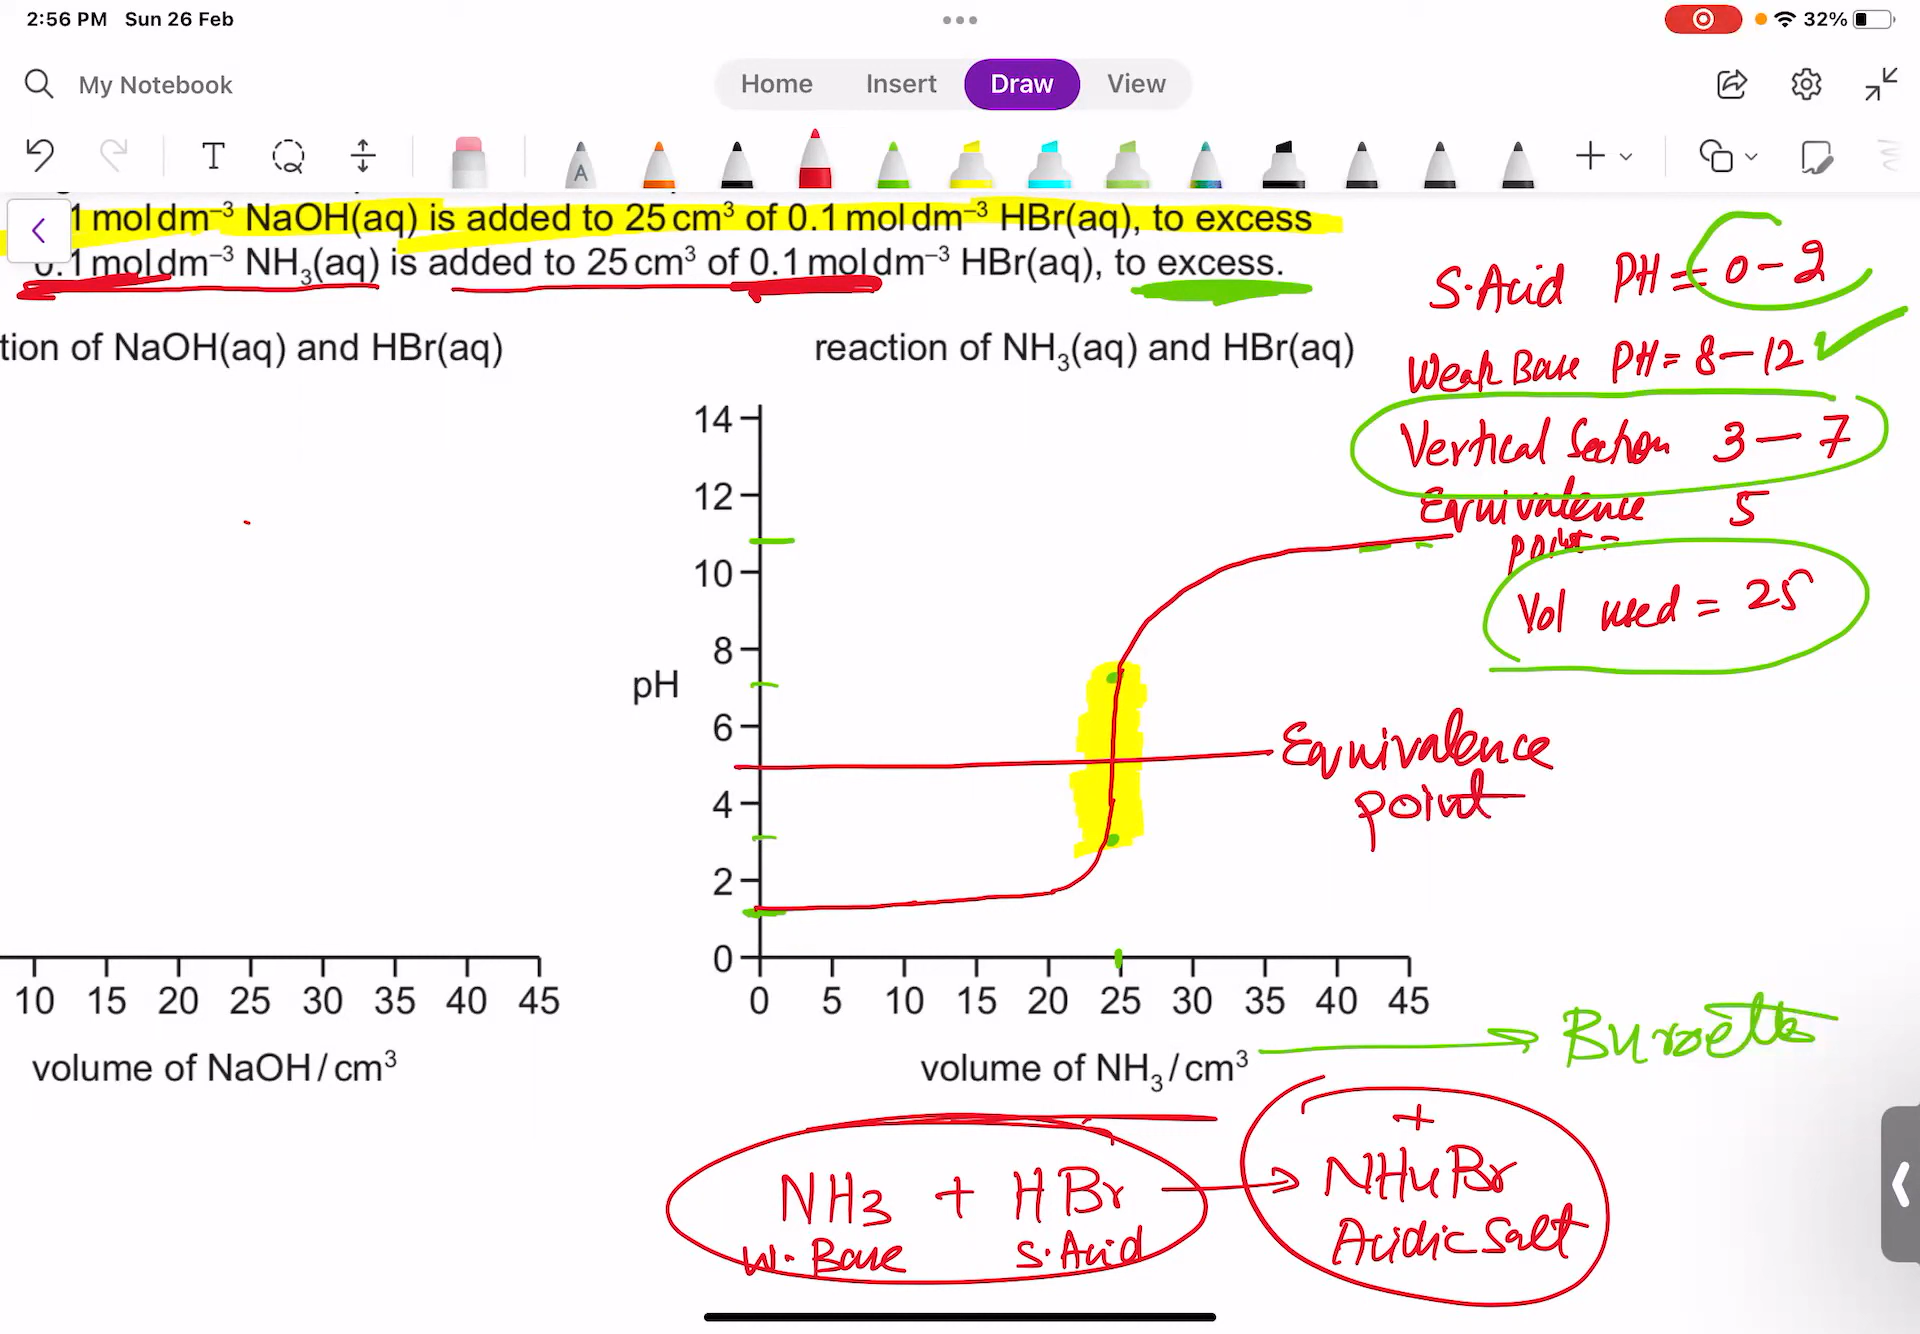 2:56 PM Sun 26 Feb
32%
My Notebook
Home Insert Draw View
T
A
1 mol dm⁻³ NaOH(aq) is added to 25 cm³ of 0.1 mol dm⁻³ HBr(aq), to excess
0.1 mol dm⁻³ NH₃(aq) is added to 25 cm³ of 0.1 mol dm⁻³ HBr(aq), to excess.
tion of NaOH(aq) and HBr(aq)
reaction of NH₃(aq) and HBr(aq)
S.Acid PH = 0-2
Weak Base PH = 8-12
Vertical Section 3-7
Equivalence 5
point =
Vol used = 25
14
12
10
8
pH
6
4
2
0
Equivalence
point
10 15 20 25 30 35 40 45
0 5 10 15 20 25 30 35 40 45
volume of NaOH / cm³
volume of NH₃ / cm³
Burette
+
NH3 + HBr → NH4Br
W. Base S. Acid
Acidic Salt